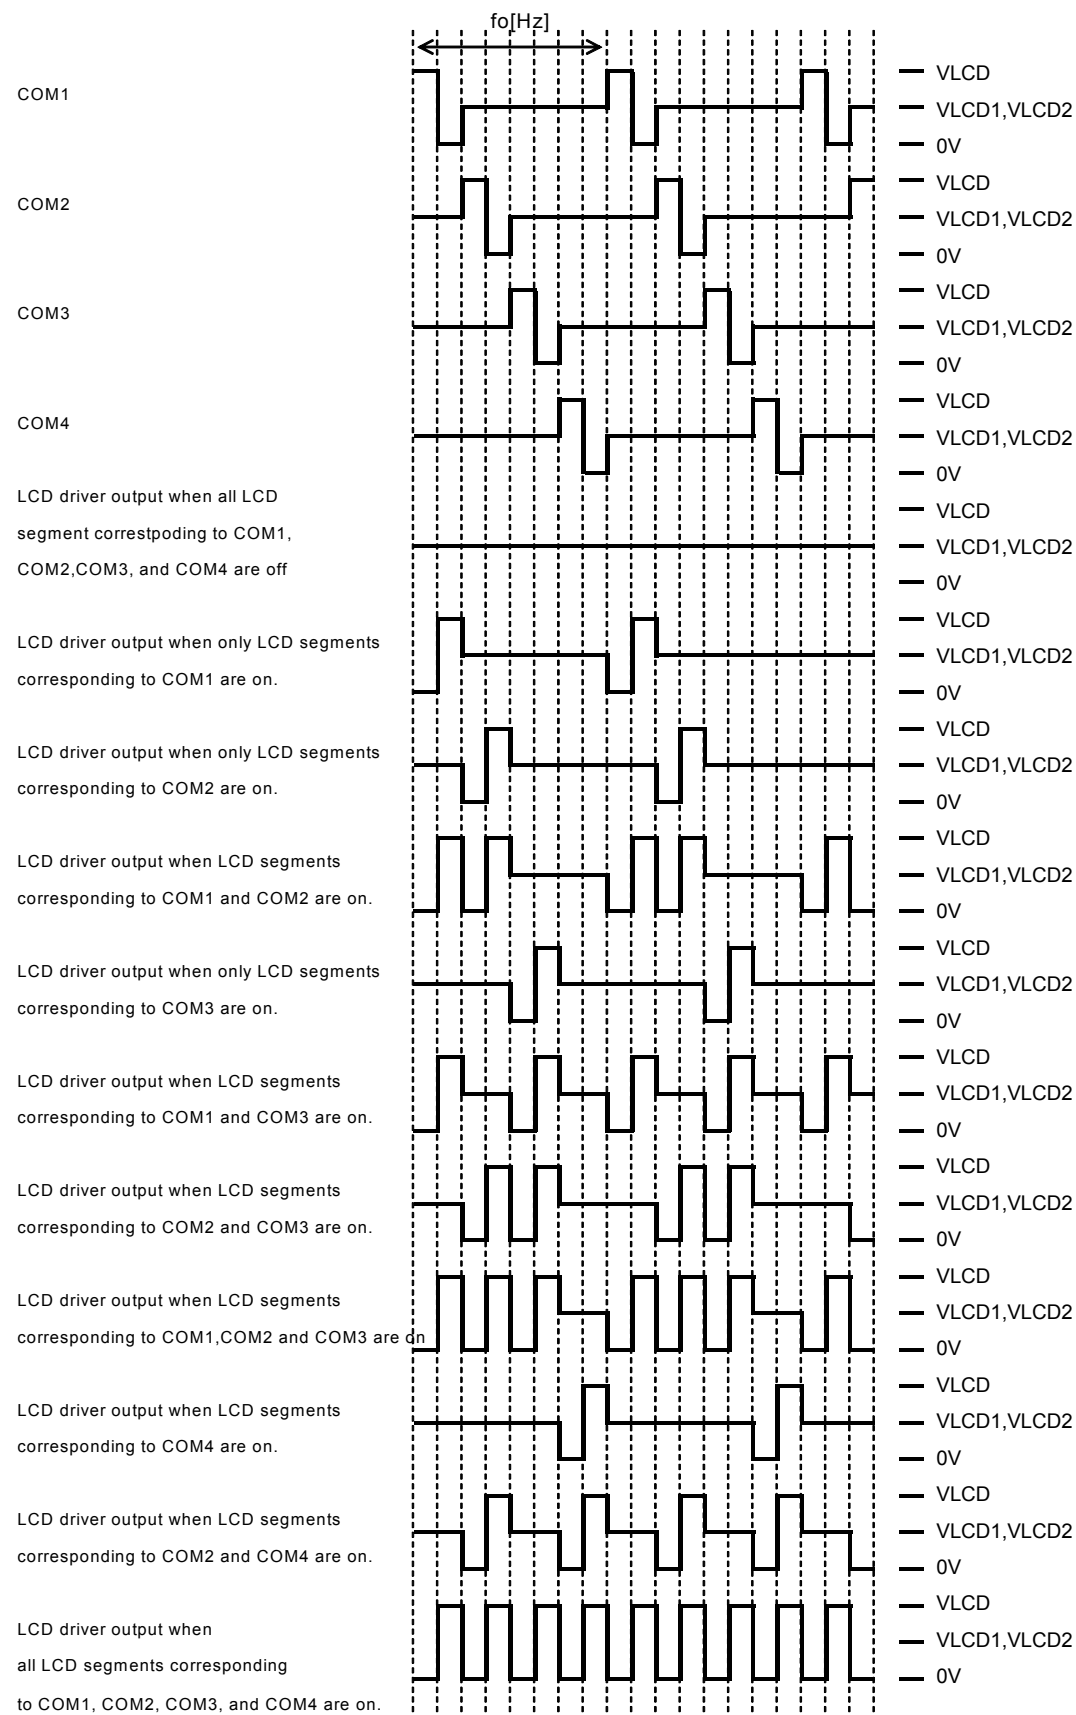 fo[Hz]
COM1
VLCD
VLCD1,VLCD2
0V
COM2
VLCD
VLCD1,VLCD2
0V
COM3
VLCD
VLCD1,VLCD2
0V
COM4
VLCD
VLCD1,VLCD2
0V
LCD driver output when all LCD
segment correstpoding to COM1,
COM2,COM3, and COM4 are off
VLCD
VLCD1,VLCD2
0V
LCD driver output when only LCD segments
corresponding to COM1 are on.
VLCD
VLCD1,VLCD2
0V
LCD driver output when only LCD segments
corresponding to COM2 are on.
VLCD
VLCD1,VLCD2
0V
LCD driver output when LCD segments
corresponding to COM1 and COM2 are on.
VLCD
VLCD1,VLCD2
0V
LCD driver output when only LCD segments
corresponding to COM3 are on.
VLCD
VLCD1,VLCD2
0V
LCD driver output when LCD segments
corresponding to COM1 and COM3 are on.
VLCD
VLCD1,VLCD2
0V
LCD driver output when LCD segments
corresponding to COM2 and COM3 are on.
VLCD
VLCD1,VLCD2
0V
LCD driver output when LCD segments
corresponding to COM1,COM2 and COM3 are on
VLCD
VLCD1,VLCD2
0V
LCD driver output when LCD segments
corresponding to COM4 are on.
VLCD
VLCD1,VLCD2
0V
LCD driver output when LCD segments
corresponding to COM2 and COM4 are on.
VLCD
VLCD1,VLCD2
0V
LCD driver output when
all LCD segments corresponding
to COM1, COM2, COM3, and COM4 are on.
VLCD
VLCD1,VLCD2
0V